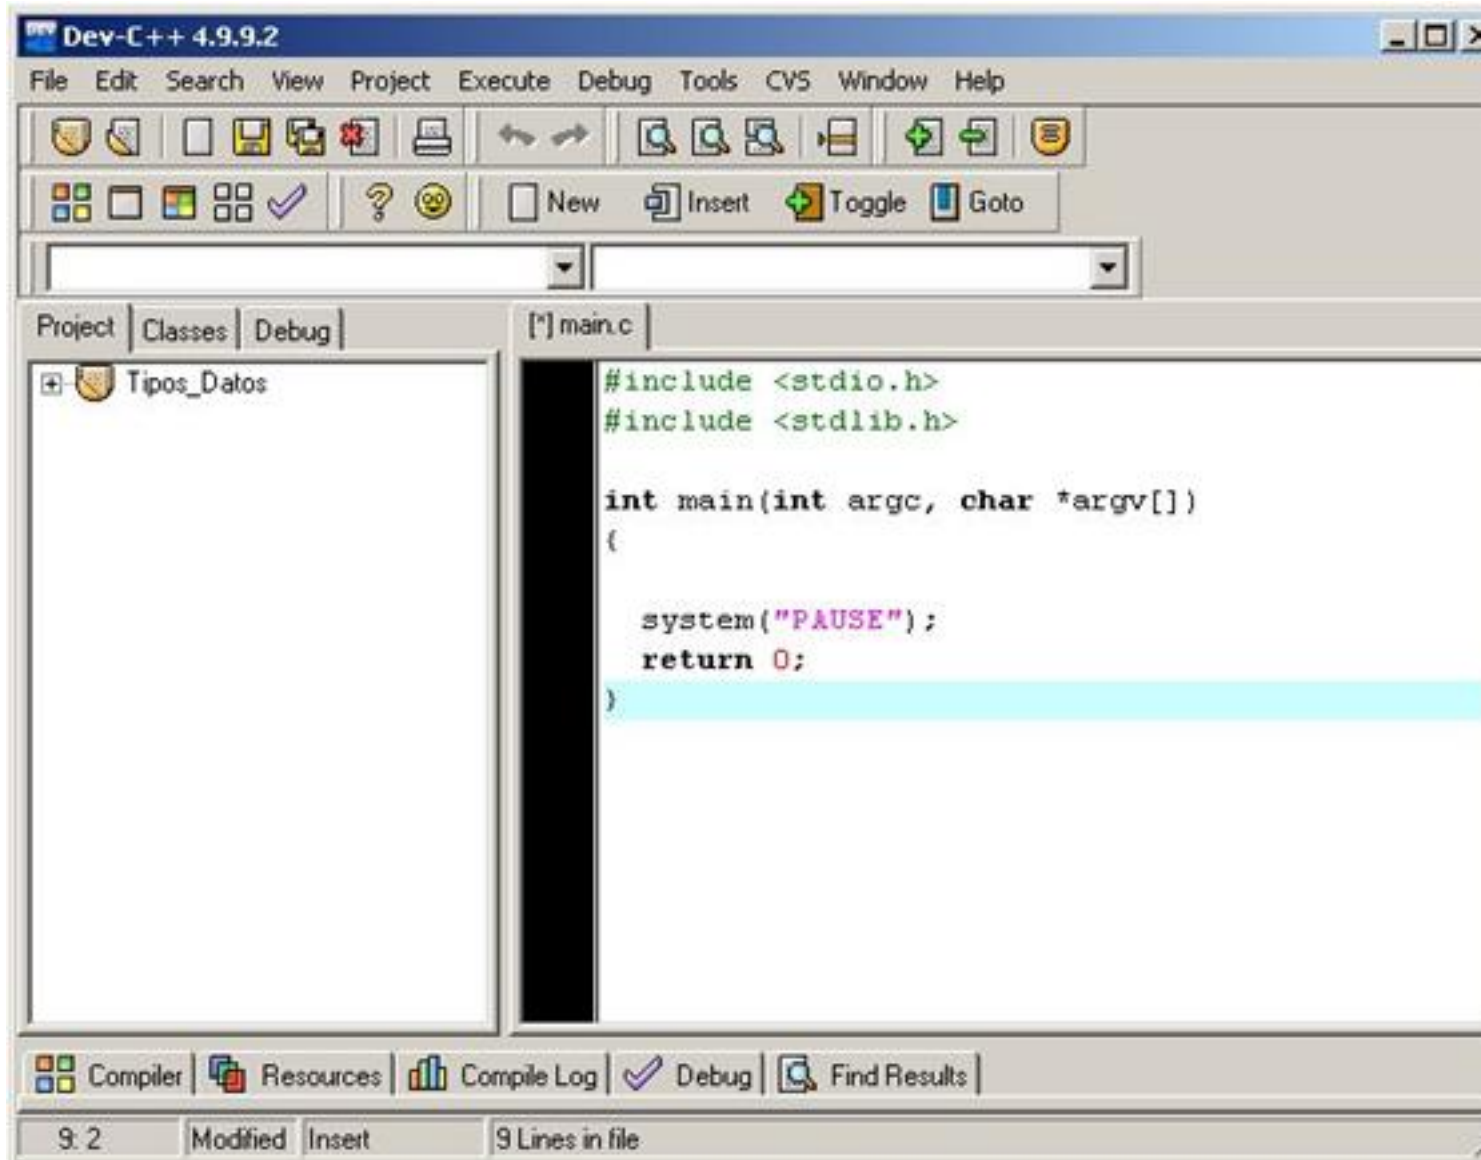 Dev-C++ 4.9.9.2
File Edit Search View Project Execute Debug Tools CVS Window Help
New Insert Toggle Goto
Project Classes Debug
[*] main.c
Tipos_Datos
#include <stdio.h>
#include <stdlib.h>
int main(int argc, char *argv[])
{
system("PAUSE");
return 0;
}
Compiler Resources Compile Log Debug Find Results
9: 2 Modified Insert 9 Lines in file